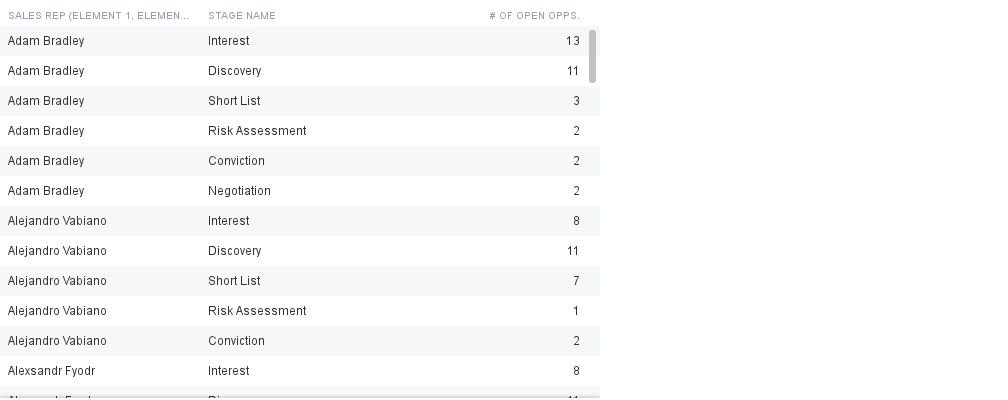 SALES REP (ELEMENT 1, ELEMEN... STAGE NAME # OF OPEN OPPS.
Adam Bradley Interest 13
Adam Bradley Discovery 11
Adam Bradley Short List 3
Adam Bradley Risk Assessment 2
Adam Bradley Conviction 2
Adam Bradley Negotiation 2
Alejandro Vabiano Interest 8
Alejandro Vabiano Discovery 11
Alejandro Vabiano Short List 7
Alejandro Vabiano Risk Assessment 1
Alejandro Vabiano Conviction 2
Alexsandr Fyodr Interest 8